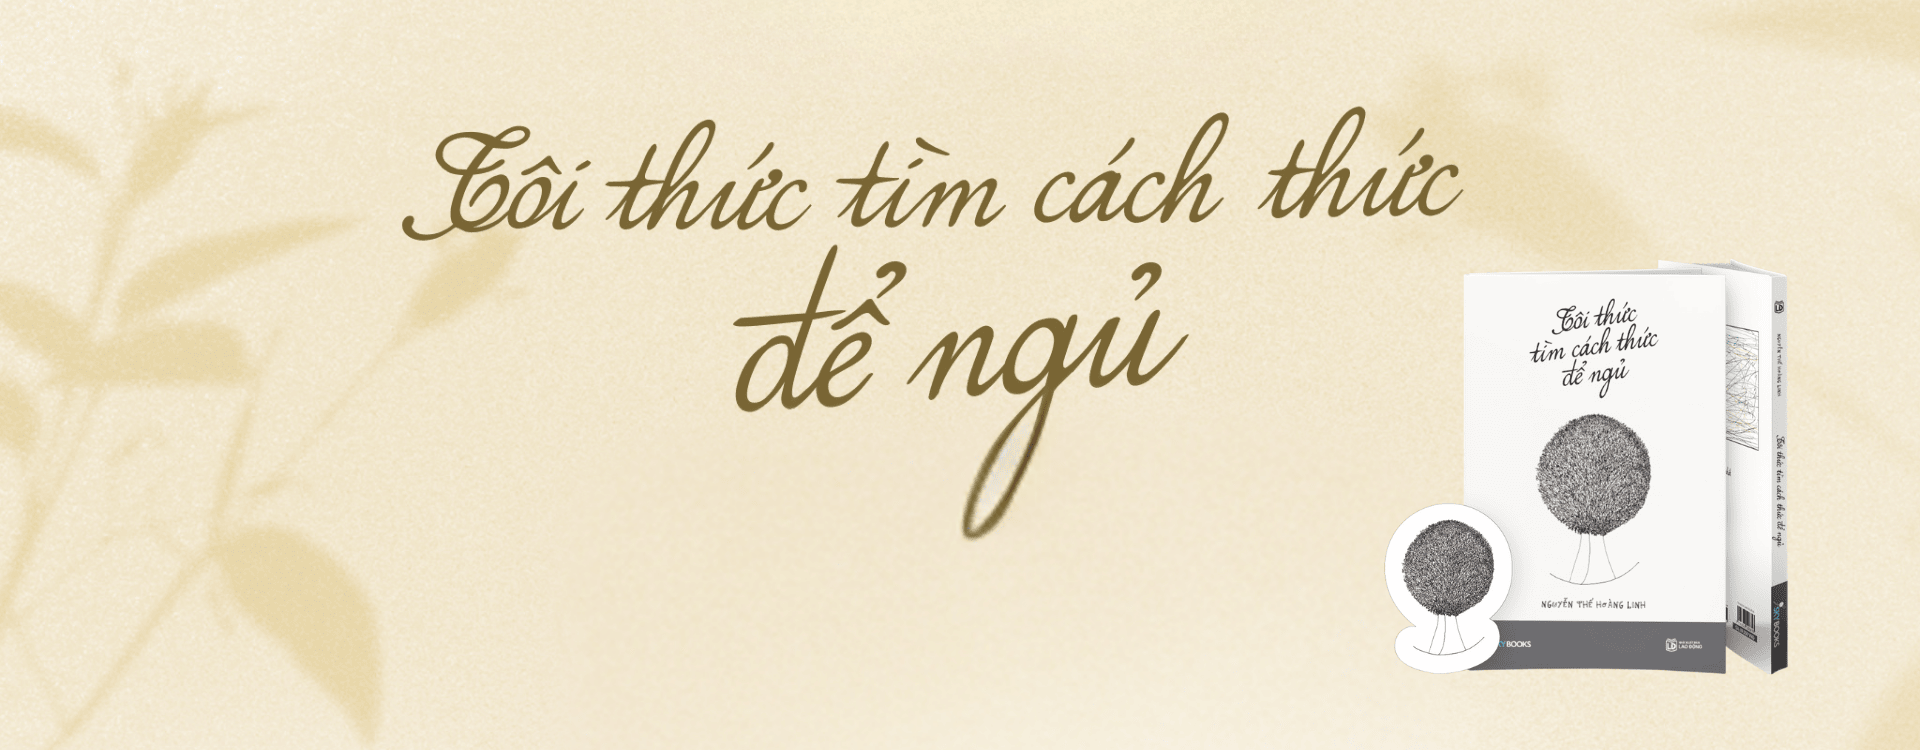 Tôi thức tìm cách thức
để ngủ
Tôi thức
tìm cách thức
để ngủ
NGUYỄN THẾ HOÀNG LINH
BOOKS
LAO ĐỘNG
NGUYỄN THẾ HOÀNG LINH
Tôi thức tìm cách thức để ngủ
SKYBOOKS